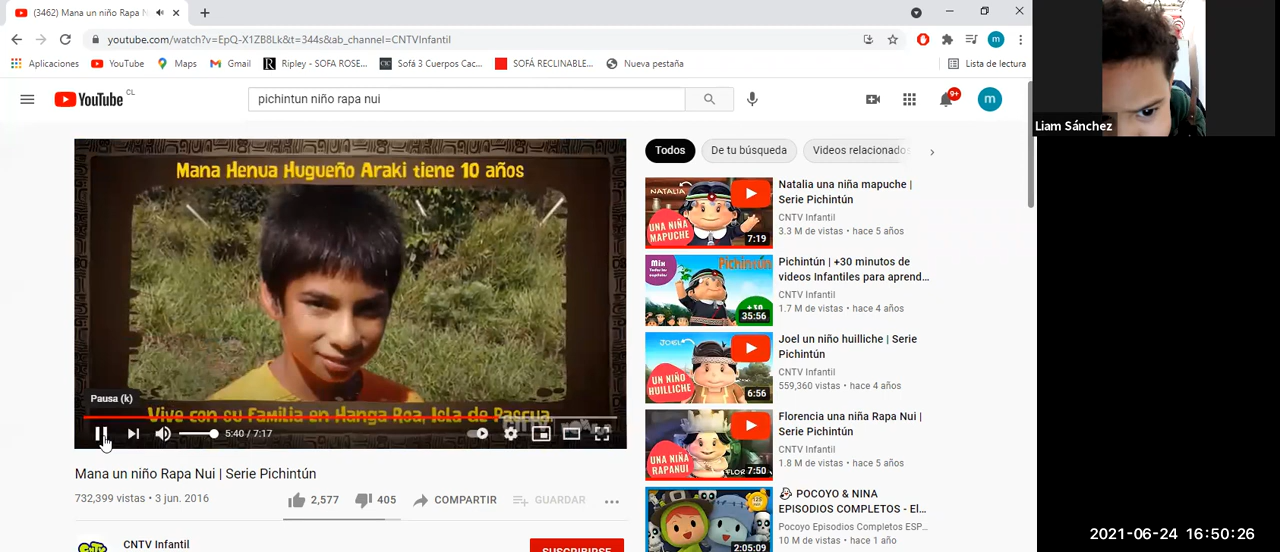 (3462) Mana un niño Rapa N
youtube.com/watch?v=EpQ-X1ZB8Lk&t=344s&ab_channel=CNTVInfantil
Aplicaciones
YouTube
Maps
Gmail
Ripley - SOFA ROSE...
Sofá 3 Cuerpos Cac...
SOFÁ RECLINABLE...
Nueva pestaña
Lista de lectura
YouTube CL
pichintun niño rapa nui
9+
m
Mana Henua Hugueño Araki tiene 10 años
Vive con su Familia en Hanga Roa, Isla de Pascua.
Pausa (k)
5:40 / 7:17
Mana un niño Rapa Nui | Serie Pichintún
732,399 vistas • 3 jun. 2016
2,577
405
COMPARTIR
GUARDAR
CNTV Infantil
SUSCRIBIRSE
Todos
De tu búsqueda
Videos relacionados
NATALIA
UNA NIÑA
MAPUCHE
7:19
Natalia una niña mapuche |
Serie Pichintún
CNTV Infantil
3.3 M de vistas • hace 5 años
Mix
Pichintún
+30
35:56
Pichintún | +30 minutos de
videos Infantiles para aprend...
CNTV Infantil
1.7 M de vistas • hace 4 años
JOEL
UN NIÑO
HUILLICHE
6:56
Joel un niño huilliche | Serie
Pichintún
CNTV Infantil
559,360 vistas • hace 4 años
UNA NIÑA
RAPANUI
FLOR
7:50
Florencia una niña Rapa Nui |
Serie Pichintún
CNTV Infantil
1.8 M de vistas • hace 5 años
2:05:09
POCOYO & NINA
EPISODIOS COMPLETOS - El...
Pocoyo Episodios Completos ESP...
10 M de vistas • hace 1 año
Liam Sánchez
2021-06-24 16:50:26